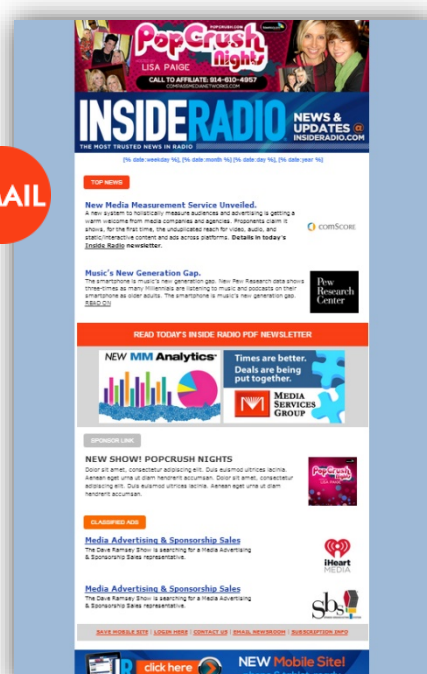 POPCRUSH.COM
PopCrush
Nights
HOSTED BY
LISA PAIGE
CALL TO AFFILIATE: 914-610-4957
COMPASSMEDIANETWORKS.COM
INSIDERADIO
NEWS &
UPDATES @
INSIDERADIO.COM
THE MOST TRUSTED NEWS IN RADIO
[% date:weekday %], [% date:month %] [% date:day %], [% date:year %]
MAIL
TOP NEWS
New Media Measurement Service Unveiled.
A new system to holistically measure audiences and advertising is getting a
warm welcome from media companies and agencies. Proponents claim it
shows, for the first time, the unduplicated reach for video, audio, and
static/interactive content and ads across platforms. Details in today's
Inside Radio newsletter.
comScore
Music's New Generation Gap.
The smartphone is music's new generation gap. New Pew Research data shows
three-times as many Millennials are listening to music and podcasts on their
smartphone as older adults. The smartphone is music's new generation gap.
READ ON
Pew
Research
Center
READ TODAY'S INSIDE RADIO PDF NEWSLETTER
NEW MM Analytics
Times are better.
Deals are being
put together.
MEDIA
SERVICES
GROUP
SPONSOR LINK
NEW SHOW! POPCRUSH NIGHTS
Dolor sit amet, consectetur adipiscing elit. Duis euismod ultrices lacinia.
Aenean eget urna ut diam hendrerit accumsan. Dolor sit amet, consectetur
adipiscing elit. Duis euismod ultrices lacinia. Aenean eget urna ut diam
hendrerit accumsan.
PopCrush
Nights
LISA PAIGE
CLASSIFIED ADS
Media Advertising & Sponsorship Sales
The Dave Ramsey Show is searching for a Media Advertising
& Sponsorship Sales representative.
iHeart
MEDIA
Media Advertising & Sponsorship Sales
The Dave Ramsey Show is searching for a Media Advertising
& Sponsorship Sales representative.
sbs
SAVE MOBILE SITE | LOGIN HERE | CONTACT US | EMAIL NEWSROOM | SUBSCRIPTION INFO
click here
NEW Mobile Site!